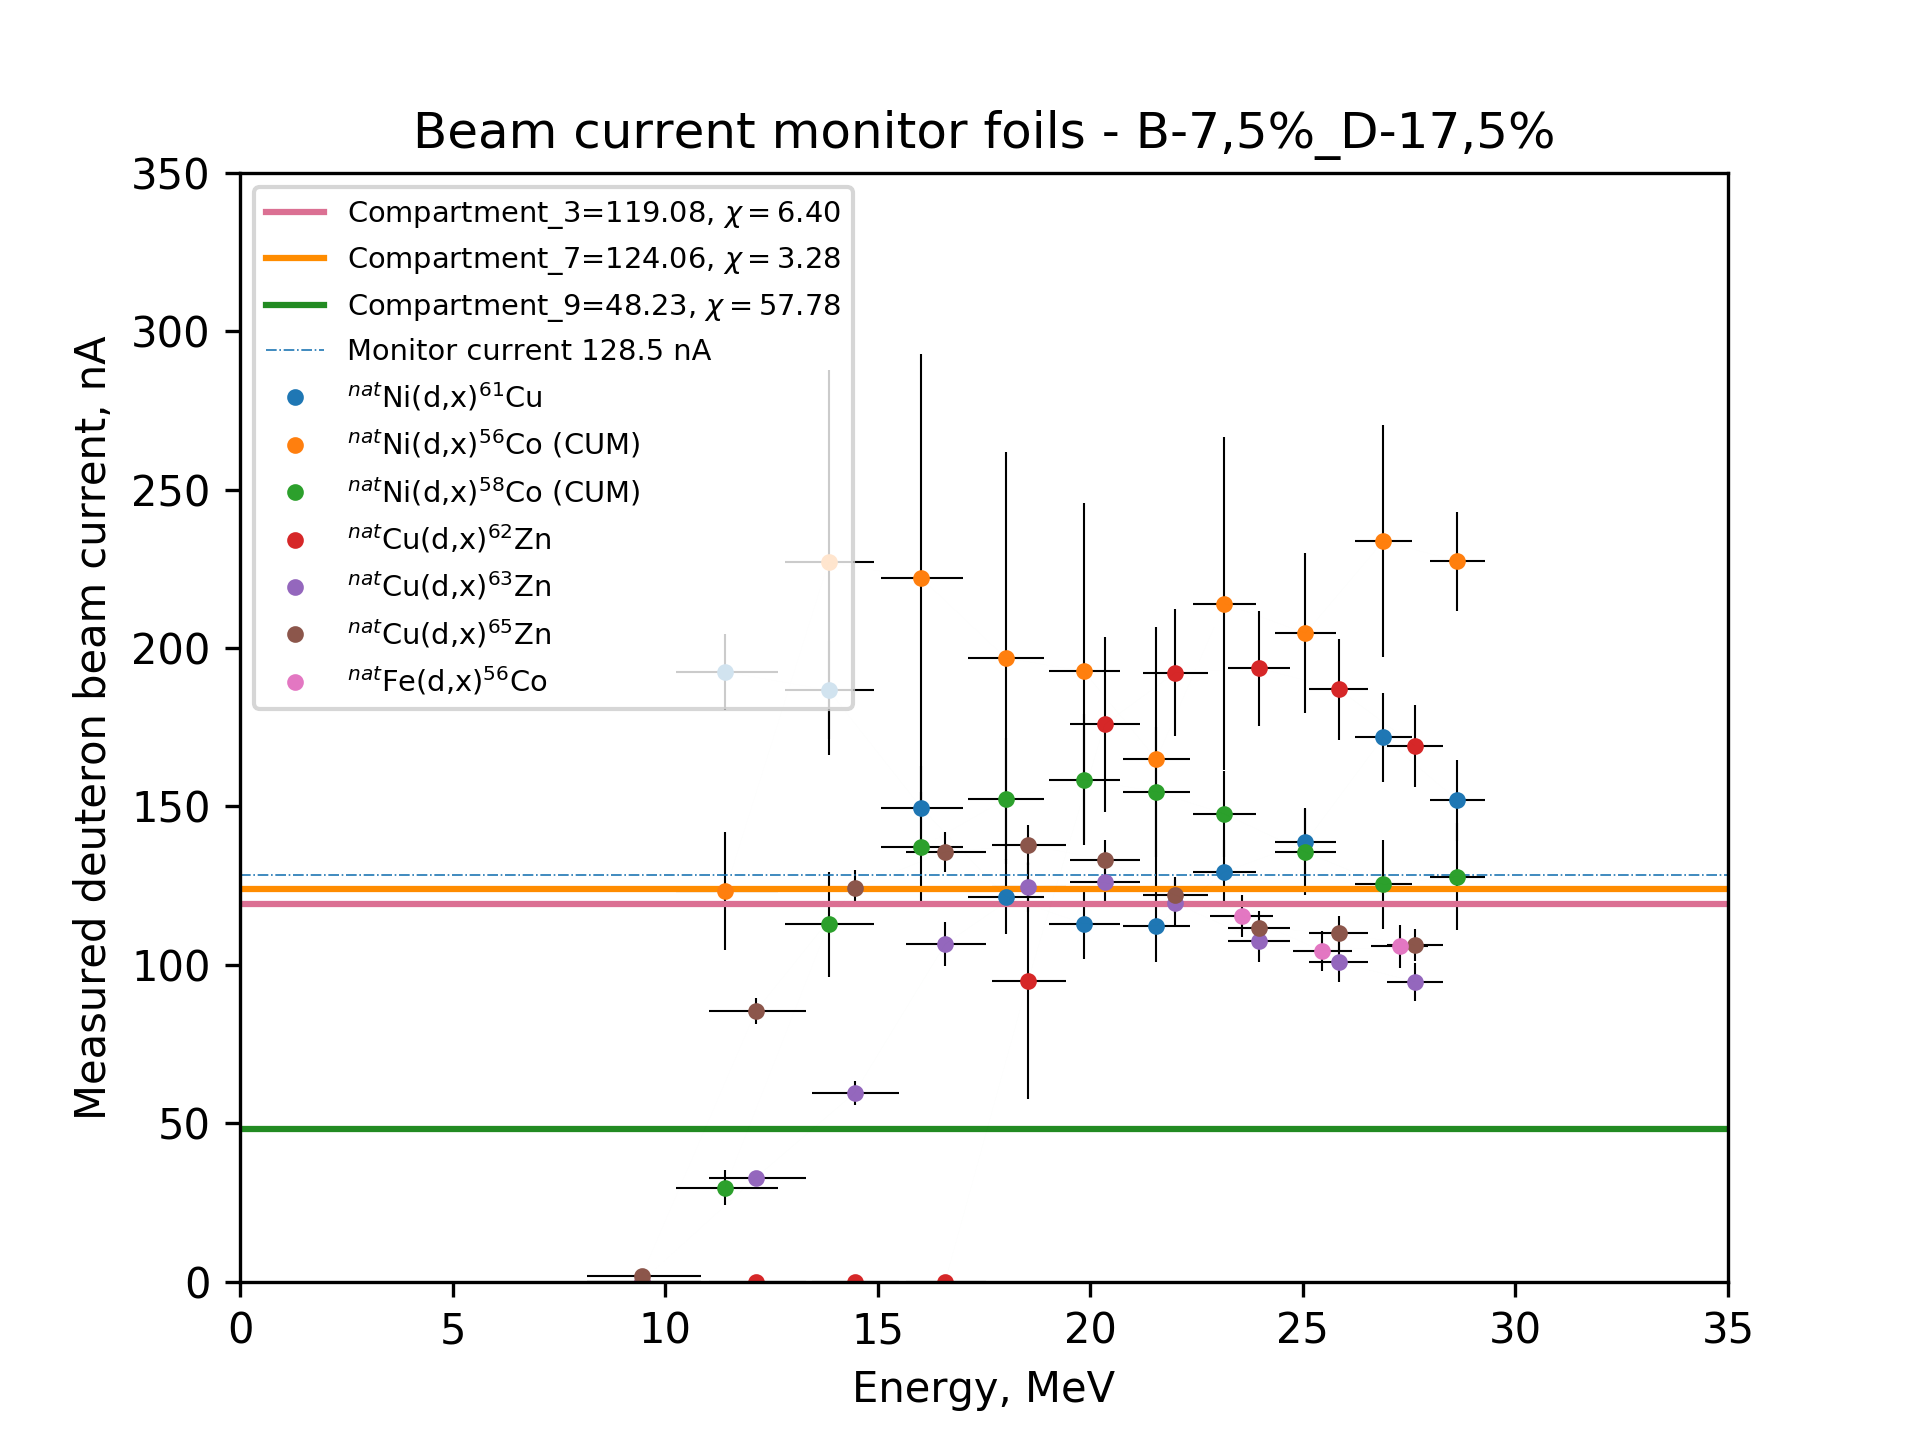 Beam current monitor foils - B-7,5%_D-17,5%
350
300
250
200
150
100
50
0
Measured deuteron beam current, nA
Compartment_3=119.08, χ = 6.40
Compartment_7=124.06, χ = 3.28
Compartment_9=48.23, χ = 57.78
Monitor current 128.5 nA
natNi(d,x)61Cu
natNi(d,x)56Co (CUM)
natNi(d,x)58Co (CUM)
natCu(d,x)62Zn
natCu(d,x)63Zn
natCu(d,x)65Zn
natFe(d,x)56Co
0 5 10 15 20 25 30 35
Energy, MeV